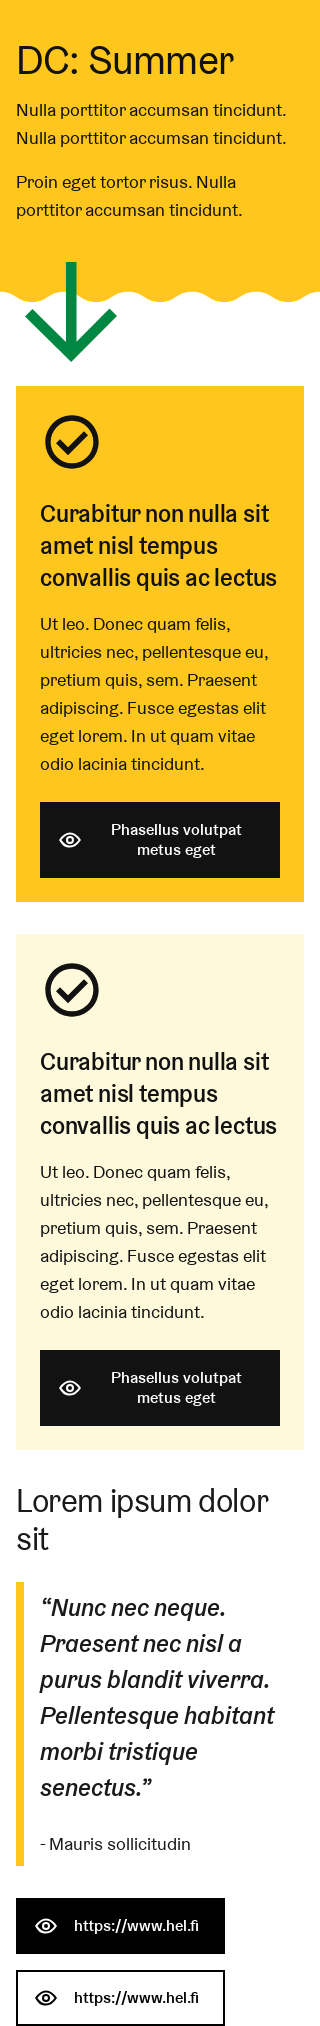 DC: Summer
Nulla porttitor accumsan tincidunt.
Nulla porttitor accumsan tincidunt.
Proin eget tortor risus. Nulla
porttitor accumsan tincidunt.
Curabitur non nulla sit
amet nisl tempus
convallis quis ac lectus
Ut leo. Donec quam felis,
ultricies nec, pellentesque eu,
pretium quis, sem. Praesent
adipiscing. Fusce egestas elit
eget lorem. In ut quam vitae
odio lacinia tincidunt.
Phasellus volutpat
metus eget
Curabitur non nulla sit
amet nisl tempus
convallis quis ac lectus
Ut leo. Donec quam felis,
ultricies nec, pellentesque eu,
pretium quis, sem. Praesent
adipiscing. Fusce egestas elit
eget lorem. In ut quam vitae
odio lacinia tincidunt.
Phasellus volutpat
metus eget
Lorem ipsum dolor
sit
“Nunc nec neque.
Praesent nec nisl a
purus blandit viverra.
Pellentesque habitant
morbi tristique
senectus.”
- Mauris sollicitudin
https://www.hel.fi
https://www.hel.fi